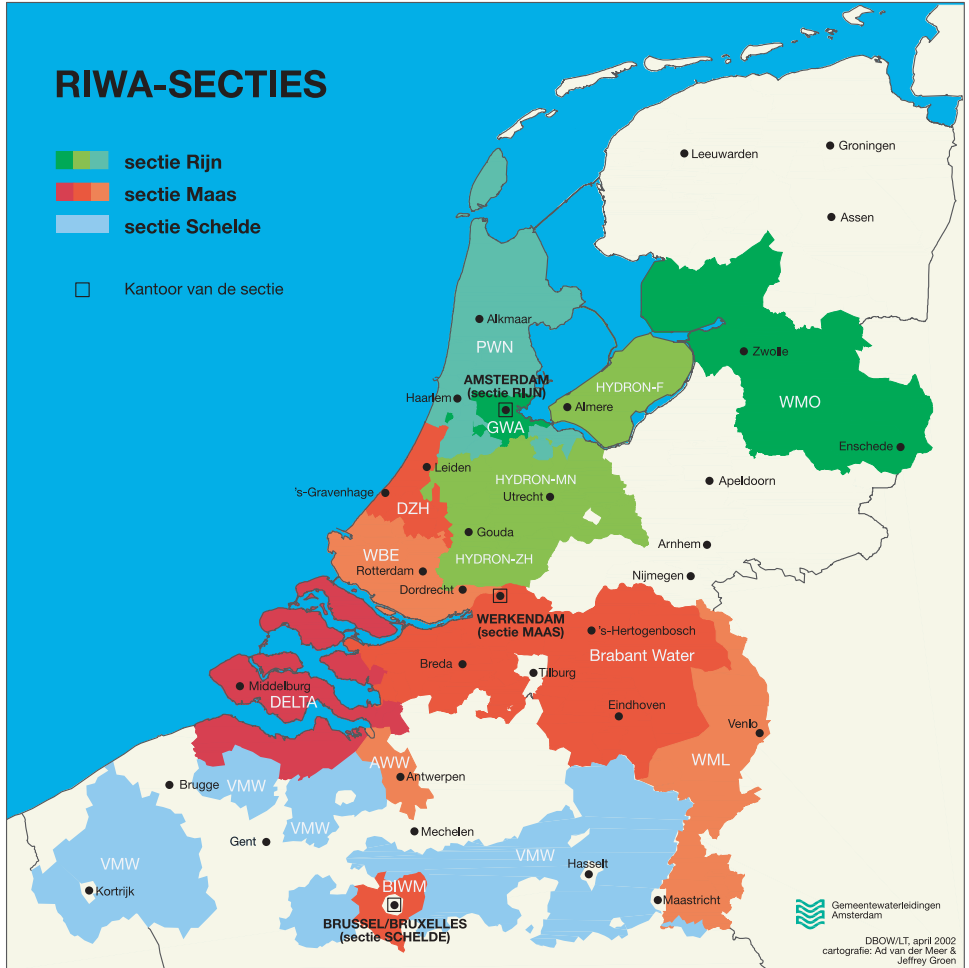 RIWA-SECTIES
sectie Rijn
sectie Maas
sectie Schelde
Kantoor van de sectie
Leeuwarden
Groningen
Assen
Alkmaar
PWN
Zwolle
AMSTERDAM
(sectie RIJN)
HYDRON-F
Haarlem
Almere
WMO
GWA
Enschede
Leiden
HYDRON-MN
Apeldoorn
's-Gravenhage
Utrecht
DZH
Gouda
Arnhem
WBE
HYDRON-ZH
Rotterdam
Nijmegen
Dordrecht
WERKENDAM
(sectie MAAS)
's-Hertogenbosch
Brabant Water
Breda
Tilburg
Middelburg
DELTA
Eindhoven
Venlo
WML
AWW
Antwerpen
Brugge
VMW
VMW
Mechelen
Gent
VMW
VMW
Hasselt
Kortrijk
BIWM
Maastricht
BRUSSEL/BRUXELLES
(sectie SCHELDE)
Gemeentewaterleidingen
Amsterdam
DBOW/LT, april 2002
cartografie: Ad van der Meer &
Jeffrey Groen